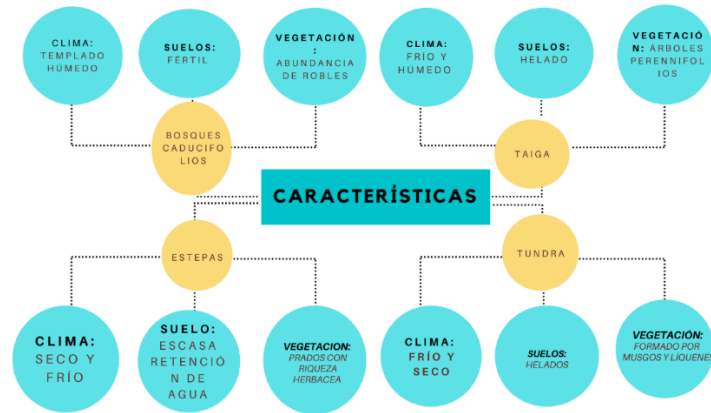 CLIMA:
TEMPLADO
HÚMEDO
SUELOS:
FÉRTIL
VEGETACIÓN
:
ABUNDANCIA
DE ROBLES
CLIMA:
FRÍO Y
HÚMEDO
SUELOS:
HELADO
VEGETACIÓ
N: ÁRBOLES
PERENNIFOL
IOS
BOSQUES
CADUCIFO
LIOS
TAIGA
CARACTERÍSTICAS
ESTEPAS
TUNDRA
CLIMA:
SECO Y
FRÍO
SUELO:
ESCASA
RETENCIÓ
N DE
AGUA
VEGETACION:
PRADOS CON
RIQUEZA
HERBACEA
CLIMA:
FRÍO Y
SECO
SUELOS:
HELADOS
VEGETACIÓN:
FORMADO POR
MUSGOS Y LÍQUENES